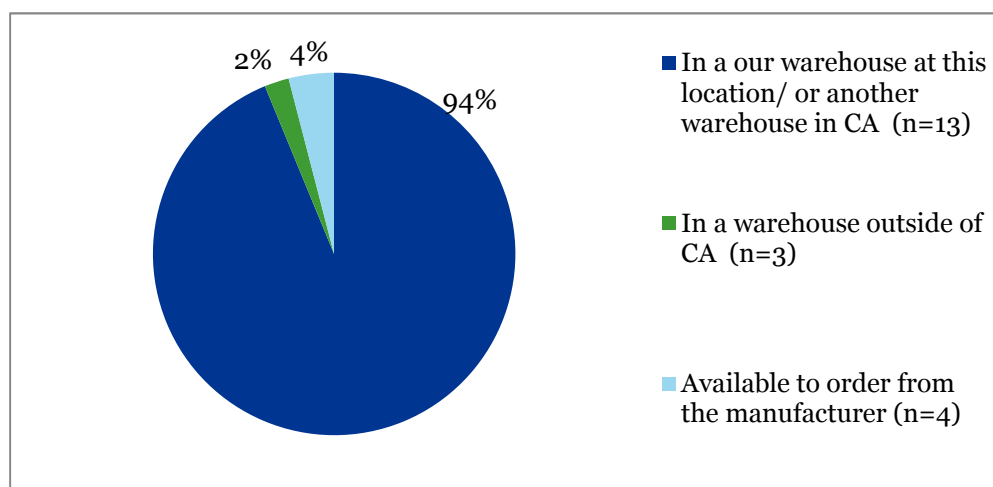 2%
4%
94%
In a our warehouse at this
location/ or another
warehouse in CA (n=13)
In a warehouse outside of
CA (n=3)
Available to order from
the manufacturer (n=4)